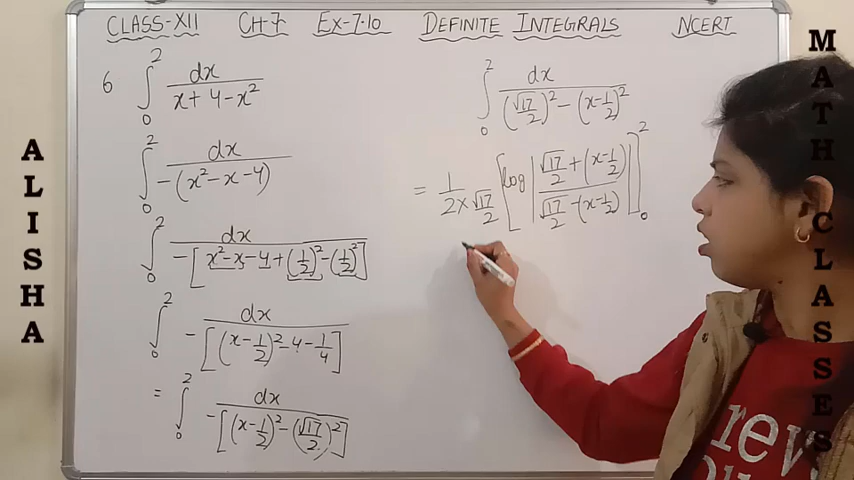 CLASS-XII CH-7 EX-7.10 DEFINITE INTEGRALS NCERT
6 ∫₀² dx / (x+4-x²)
∫₀² dx / -(x²-x-4)
∫₀² dx / -[x²-x-4+(1/2)²-(1/2)²]
∫₀² dx / -[(x-1/2)²-4-1/4]
= ∫₀² dx / -[(x-1/2)²-(√17/2)²]
∫₀² dx / ((√17/2)²-(x-1/2)²)
= 1/(2×√17/2) [log |(√17/2+(x-1/2))/(√17/2-(x-1/2))|]₀²
ALISHA
MATH CLASSES
rev